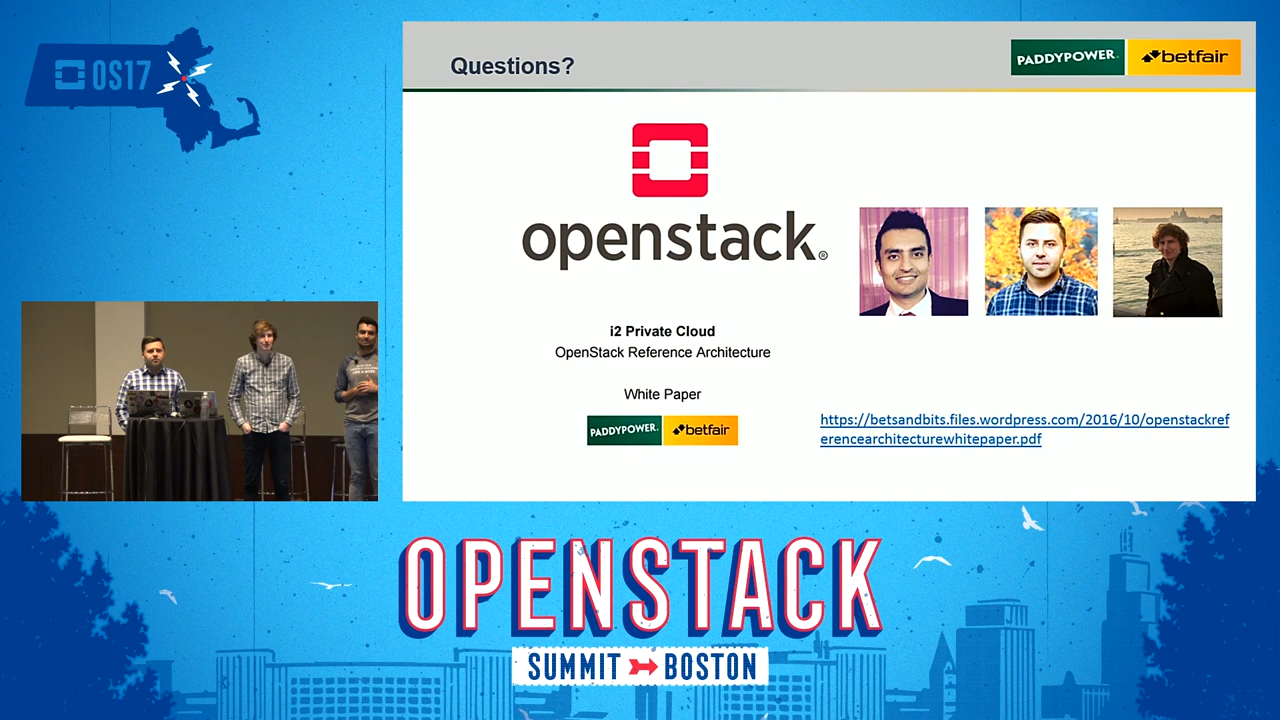 OS17
Questions?
PADDYPOWER.
betfair
openstack®
i2 Private Cloud
OpenStack Reference Architecture
White Paper
PADDYPOWER.
betfair
https://betsandbits.files.wordpress.com/2016/10/openstackref
erencearchitecturewhitepaper.pdf
OPENSTACK
SUMMIT BOSTON